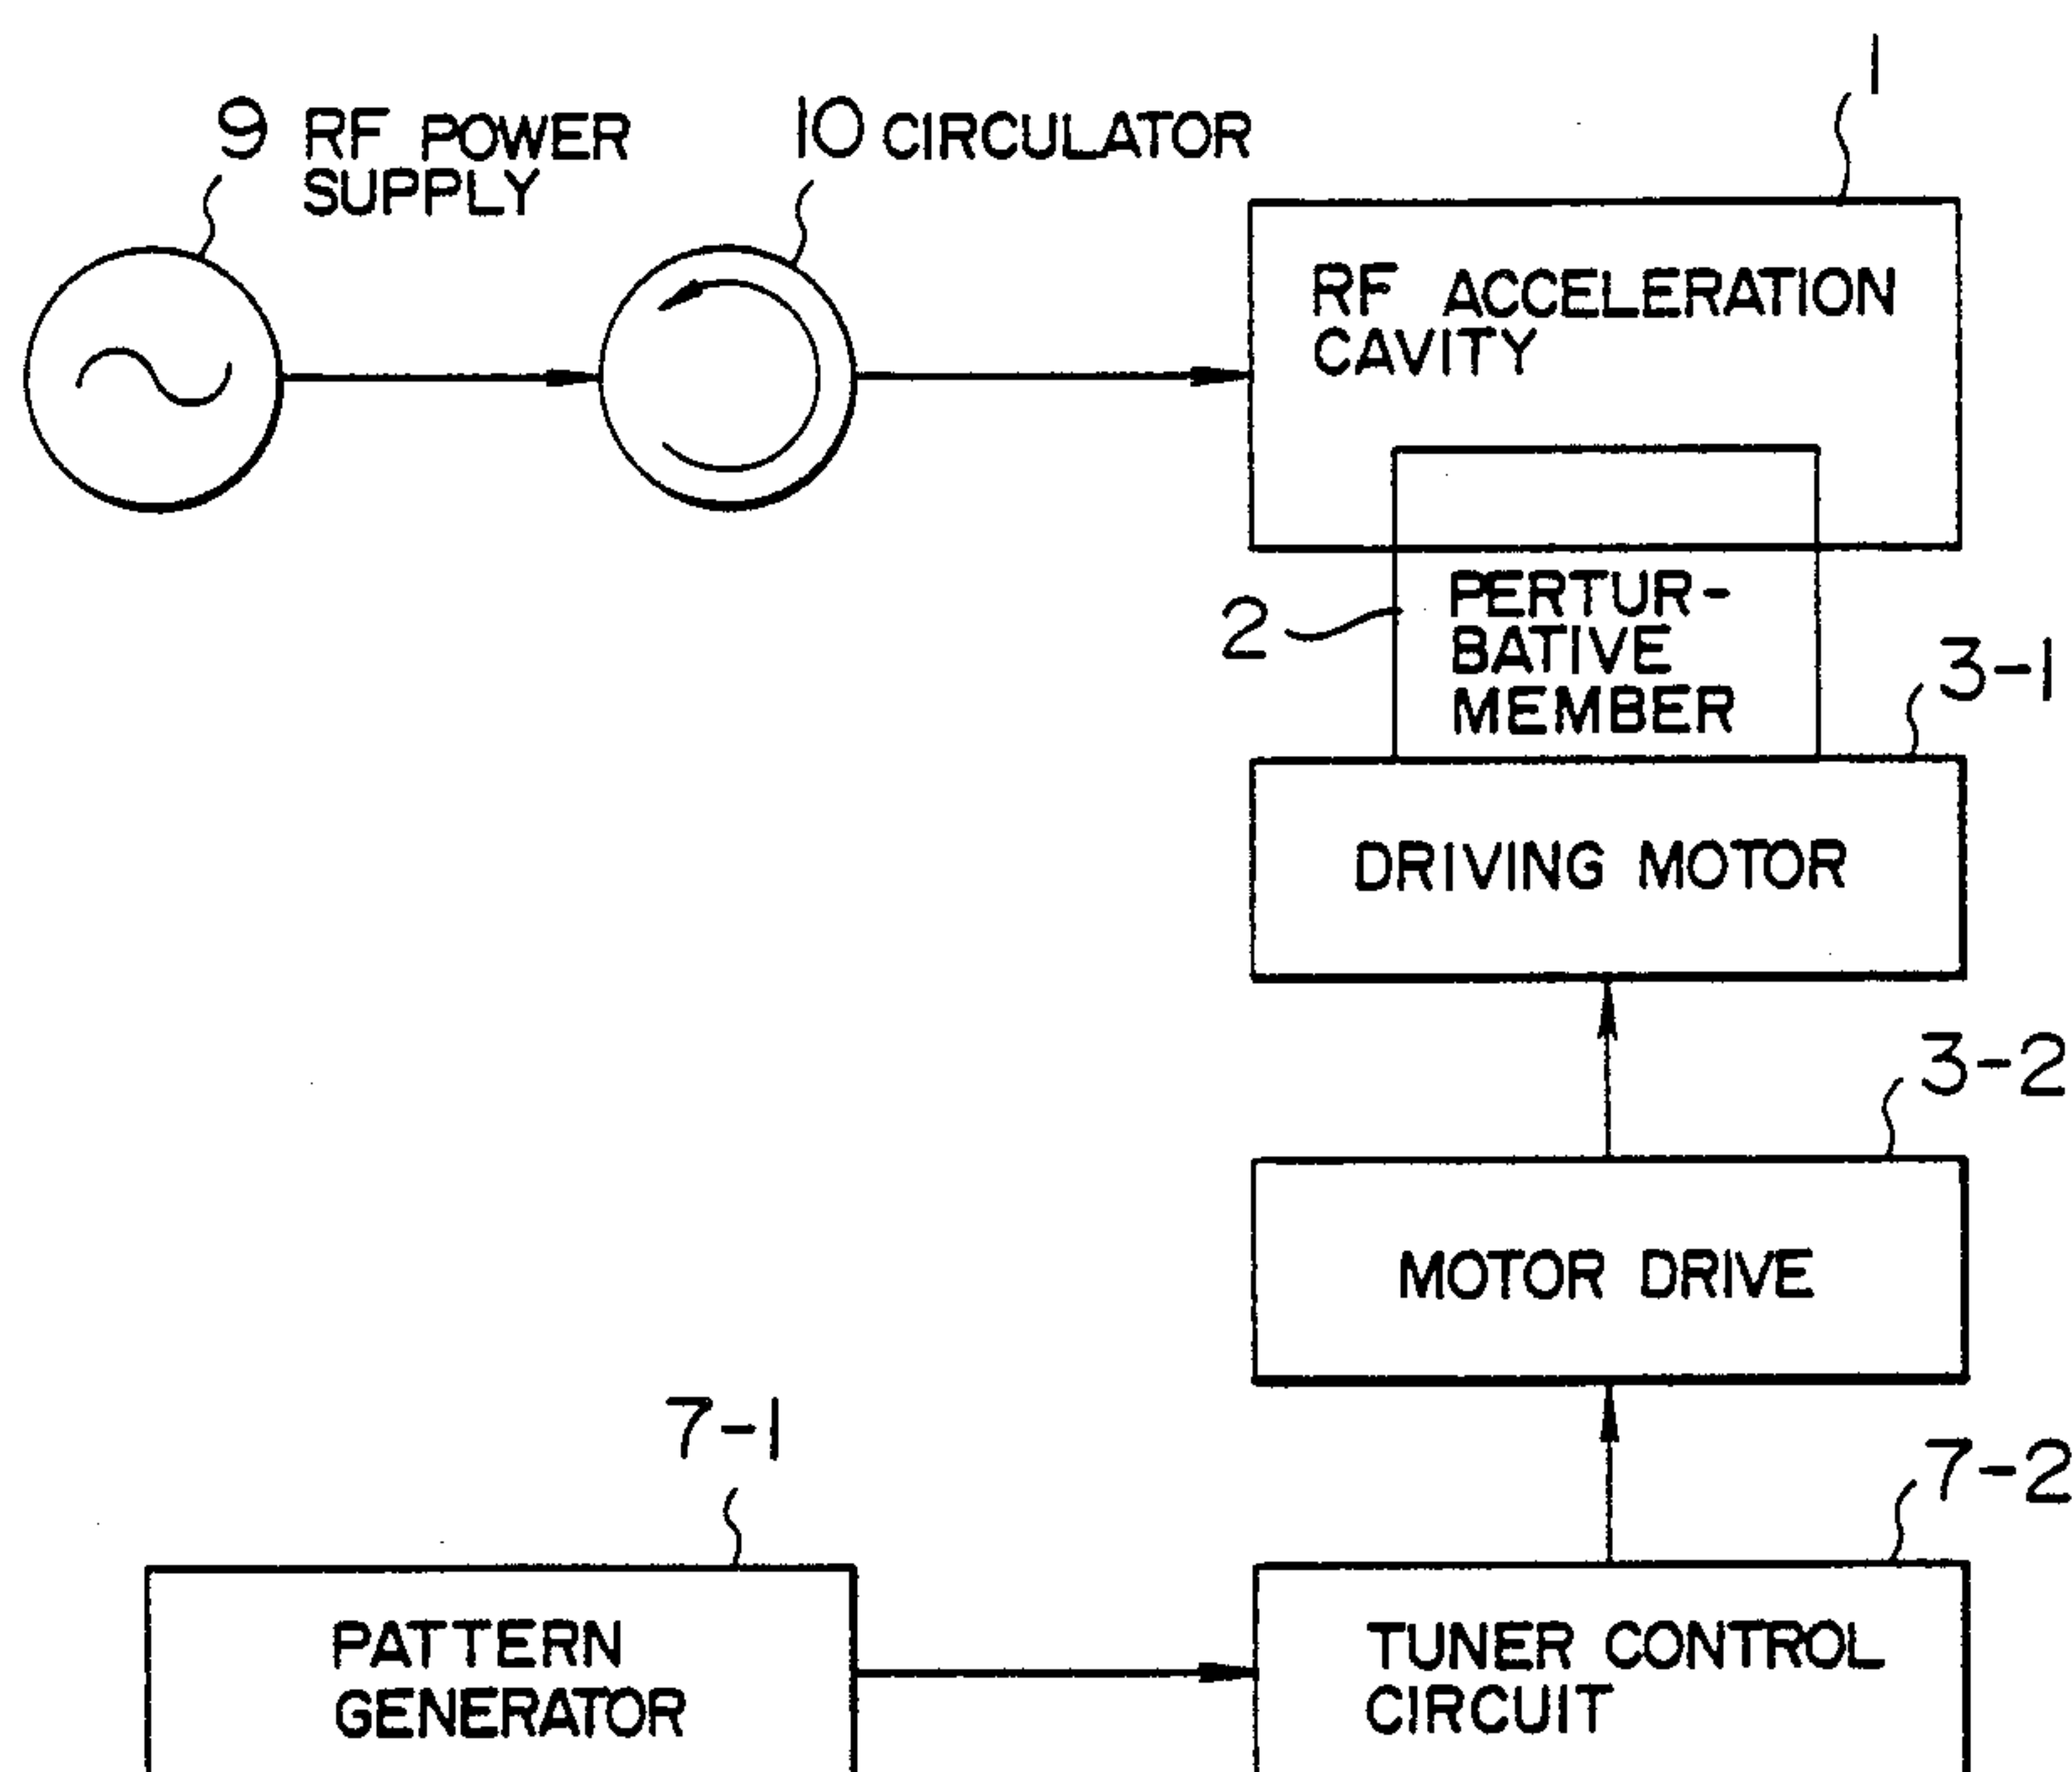 1
9 RF POWER
SUPPLY
10 CIRCULATOR
RF ACCELERATION
CAVITY
2
PERTUR-
BATIVE
MEMBER
3-1
DRIVING MOTOR
3-2
MOTOR DRIVE
7-1
7-2
PATTERN
GENERATOR
TUNER CONTROL
CIRCUIT